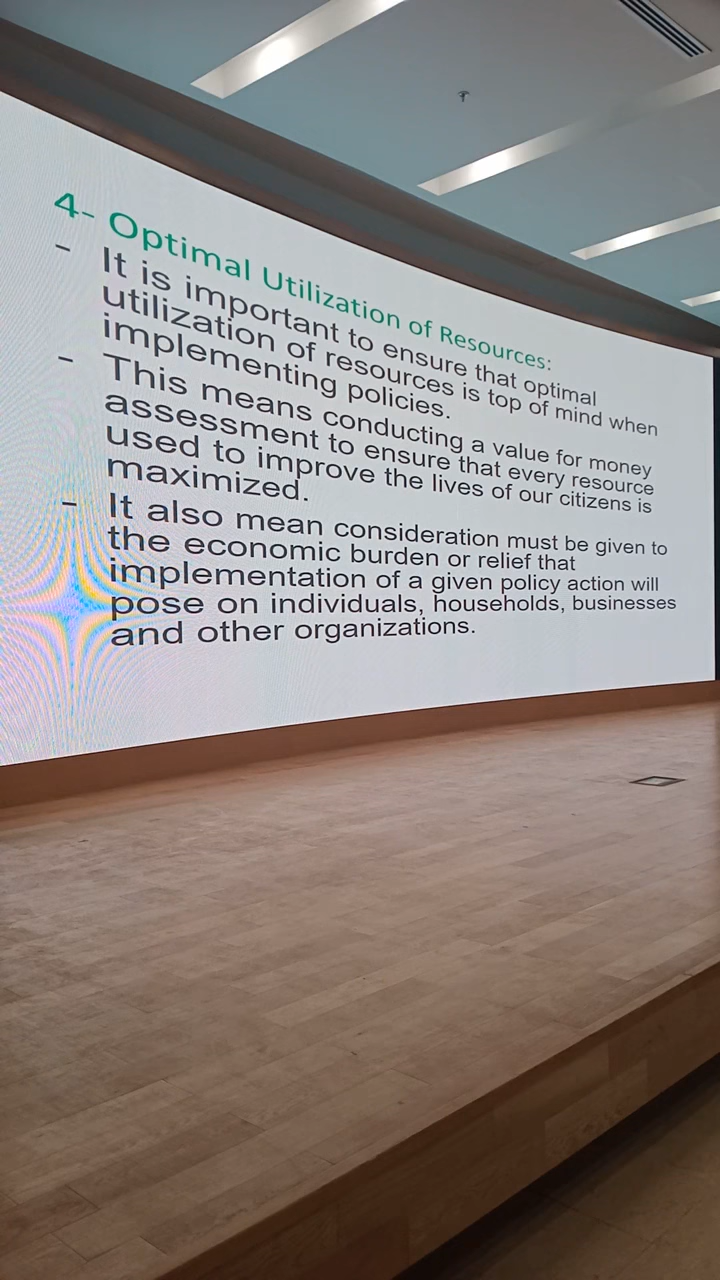 4- Optimal Utilization of Resources:
- It is important to ensure that optimal
utilization of resources is top of mind when
implementing policies.
- This means conducting a value for money
assessment to ensure that every resource
used to improve the lives of our citizens is
maximized.
- It also mean consideration must be given to
the economic burden or relief that
implementation of a given policy action will
pose on individuals, households, businesses
and other organizations.